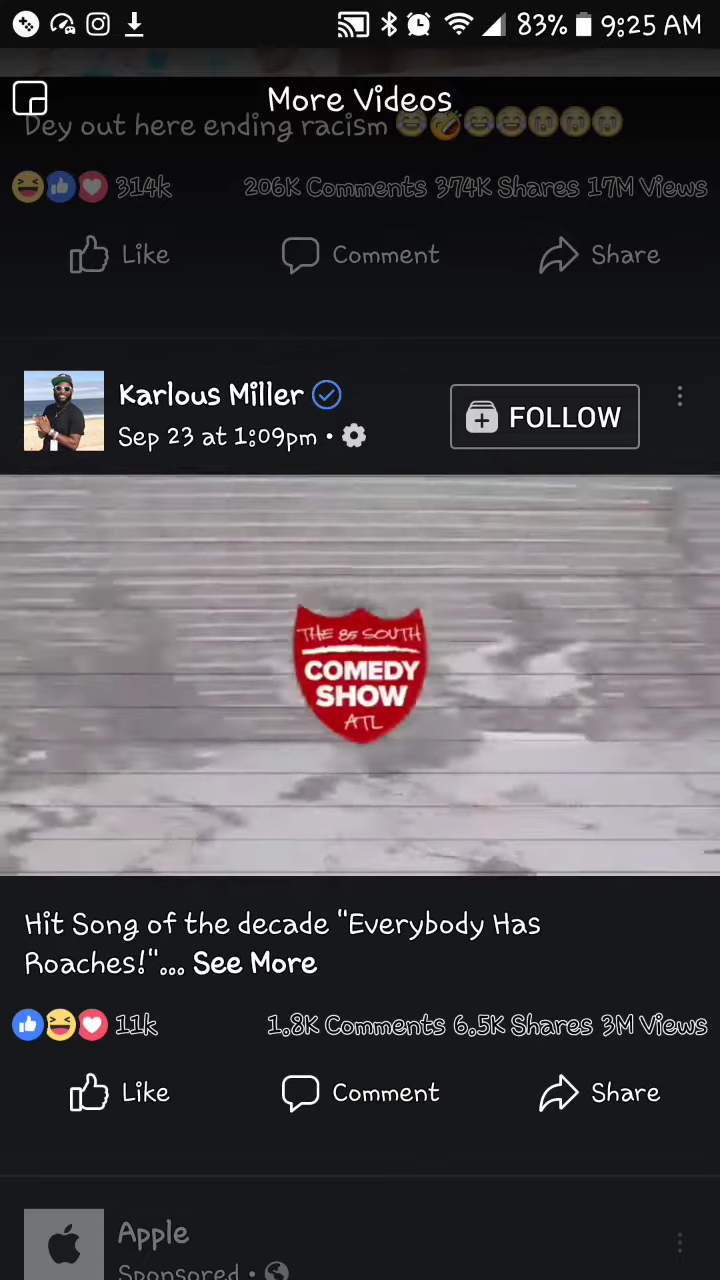 83% 9:25 AM
More Videos
Dey out here ending racism 😂🤣😂😂😭😭😭
314k 206K Comments 374K Shares 17M Views
Like Comment Share
Karlous Miller
Sep 23 at 1:09pm •
FOLLOW
THE 85 SOUTH
COMEDY
SHOW
ATL
Hit Song of the decade "Everybody Has
Roaches!"... See More
11k 1.8K Comments 6.5K Shares 3M Views
Like Comment Share
Apple
Sponsored •